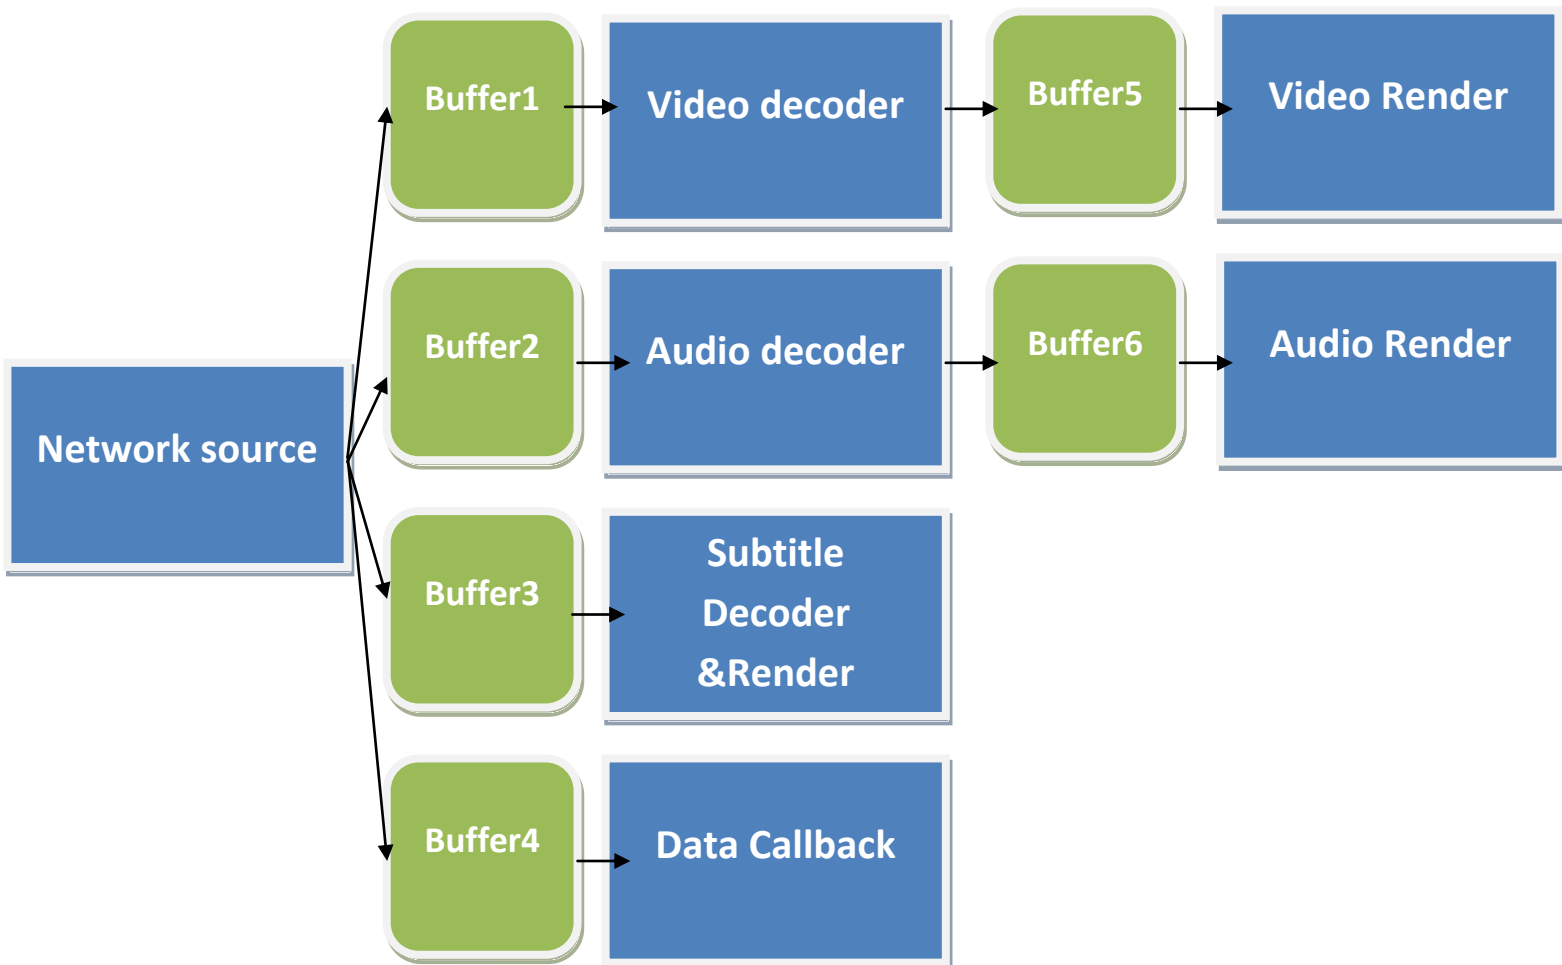 Buffer1
Video decoder
Buffer5
Video Render
Buffer2
Audio decoder
Buffer6
Audio Render
Network source
Buffer3
Subtitle
Decoder
&Render
Buffer4
Data Callback